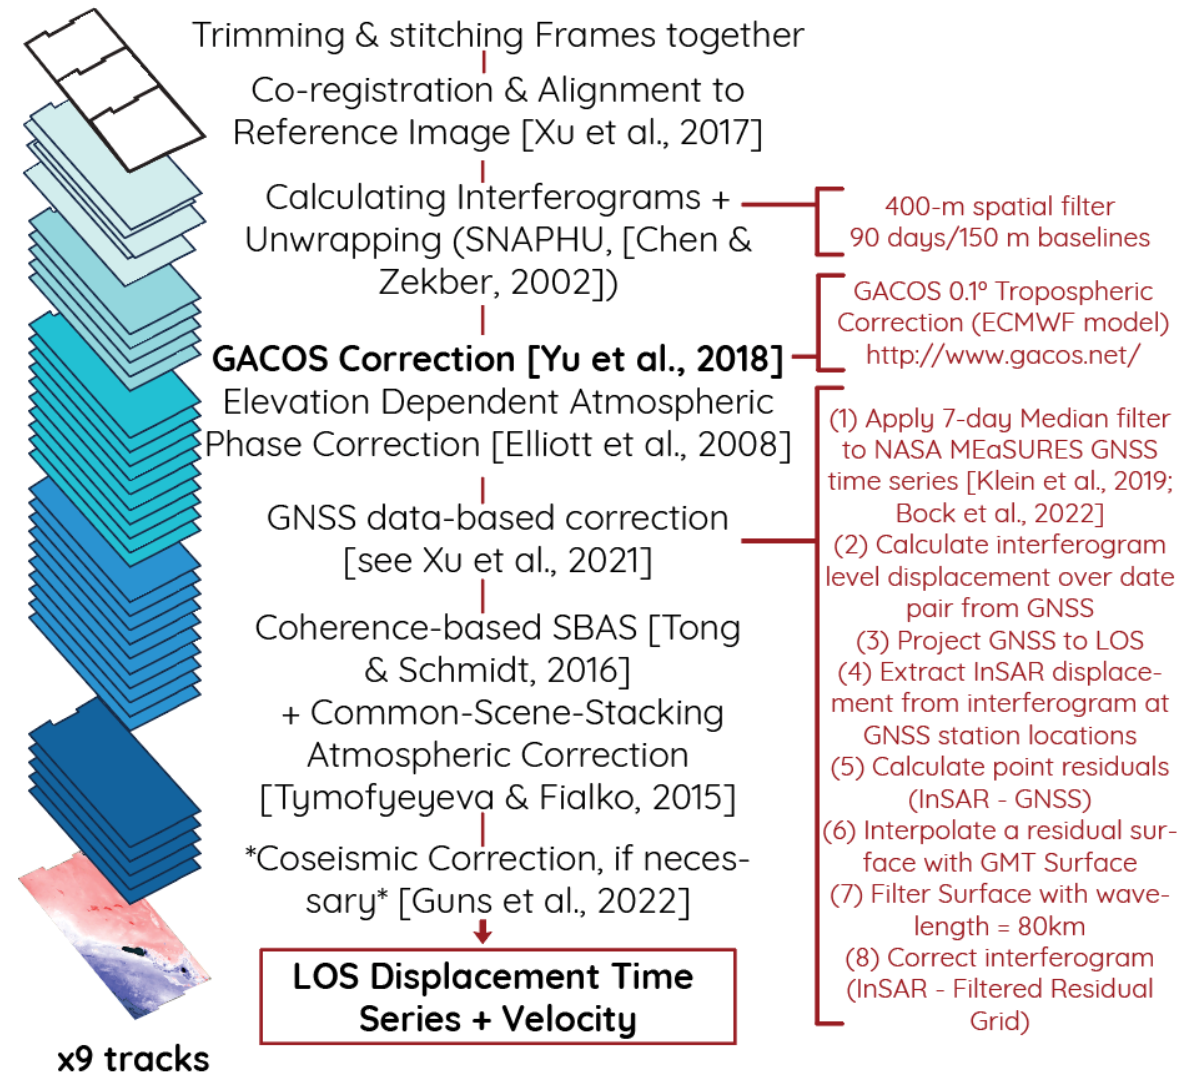 Trimming & stitching Frames together
Co-registration & Alignment to
Reference Image [Xu et al., 2017]
Calculating Interferograms +
Unwrapping (SNAPHU, [Chen &
Zekber, 2002])
400-m spatial filter
90 days/150 m baselines
GACOS Correction [Yu et al., 2018]
Elevation Dependent Atmospheric
Phase Correction [Elliott et al., 2008]
GACOS 0.1º Tropospheric
Correction (ECMWF model)
http://www.gacos.net/
GNSS data-based correction
[see Xu et al., 2021]
(1) Apply 7-day Median filter
to NASA MEaSURES GNSS
time series [Klein et al., 2019;
Bock et al., 2022]
(2) Calculate interferogram
level displacement over date
pair from GNSS
(3) Project GNSS to LOS
(4) Extract InSAR displace-
ment from interferogram at
GNSS station locations
(5) Calculate point residuals
(InSAR - GNSS)
(6) Interpolate a residual sur-
face with GMT Surface
(7) Filter Surface with wave-
length = 80km
(8) Correct interferogram
(InSAR - Filtered Residual
Grid)
Coherence-based SBAS [Tong
& Schmidt, 2016]
+ Common-Scene-Stacking
Atmospheric Correction
[Tymofyeyeva & Fialko, 2015]
*Coseismic Correction, if neces-
sary* [Guns et al., 2022]
LOS Displacement Time
Series + Velocity
x9 tracks